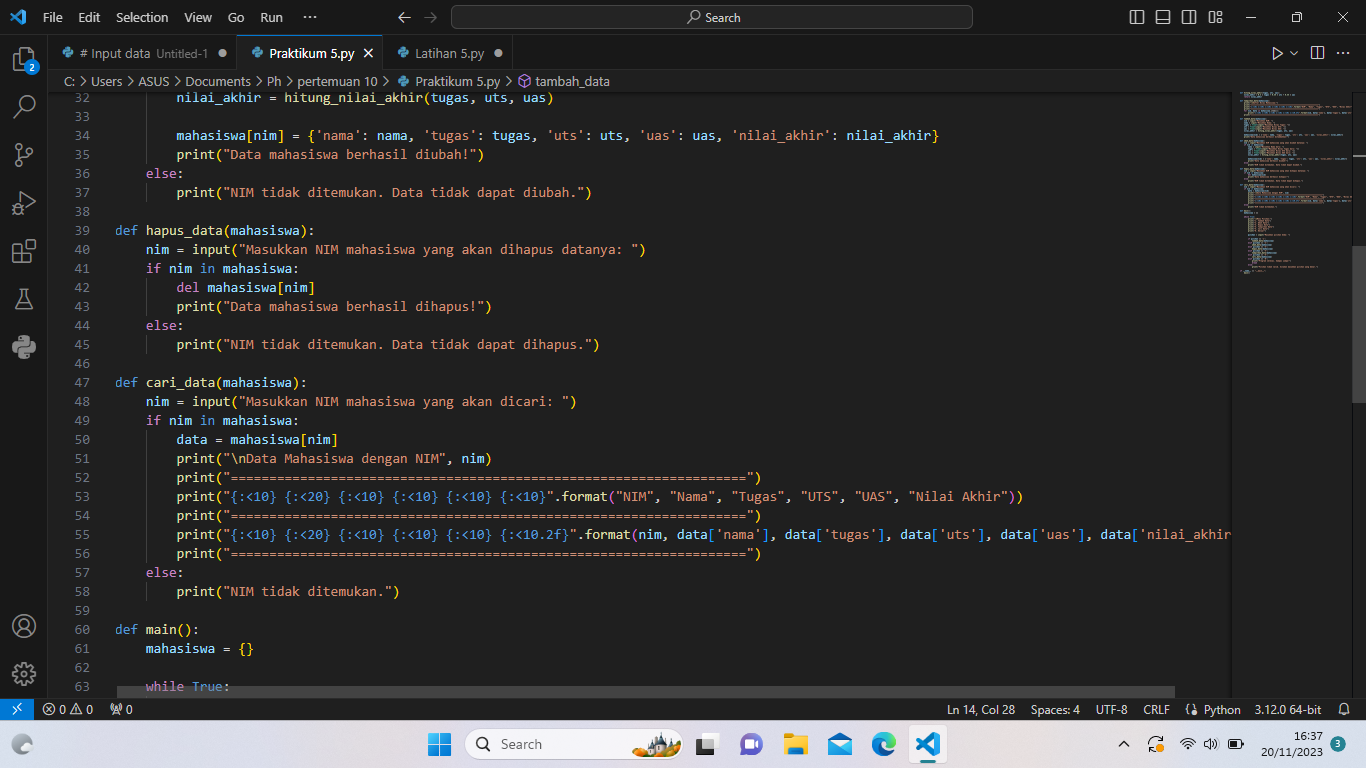 File Edit Selection View Go Run ··· Search
# Input data Untitled-1 ● Praktikum 5.py × Latihan 5.py ●
C: > Users > ASUS > Documents > Ph > pertemuan 10 > Praktikum 5.py > tambah_data
32 nilai_akhir = hitung_nilai_akhir(tugas, uts, uas)
33
34 mahasiswa[nim] = {'nama': nama, 'tugas': tugas, 'uts': uts, 'uas': uas, 'nilai_akhir': nilai_akhir}
35 print("Data mahasiswa berhasil diubah!")
36 else:
37 print("NIM tidak ditemukan. Data tidak dapat diubah.")
38
39 def hapus_data(mahasiswa):
40 nim = input("Masukkan NIM mahasiswa yang akan dihapus datanya: ")
41 if nim in mahasiswa:
42 del mahasiswa[nim]
43 print("Data mahasiswa berhasil dihapus!")
44 else:
45 print("NIM tidak ditemukan. Data tidak dapat dihapus.")
46
47 def cari_data(mahasiswa):
48 nim = input("Masukkan NIM mahasiswa yang akan dicari: ")
49 if nim in mahasiswa:
50 data = mahasiswa[nim]
51 print("\nData Mahasiswa dengan NIM", nim)
52 print("===================================================================")
53 print("{:<10} {:<20} {:<10} {:<10} {:<10} {:<10}".format("NIM", "Nama", "Tugas", "UTS", "UAS", "Nilai Akhir"))
54 print("===================================================================")
55 print("{:<10} {:<20} {:<10} {:<10} {:<10} {:<10.2f}".format(nim, data['nama'], data['tugas'], data['uts'], data['uas'], data['nilai_akhir
56 print("===================================================================")
57 else:
58 print("NIM tidak ditemukan.")
59
60 def main():
61 mahasiswa = {}
62
63 while True:
2
0 0 0 Ln 14, Col 28 Spaces: 4 UTF-8 CRLF Python 3.12.0 64-bit
Search
16:37
20/11/2023 3